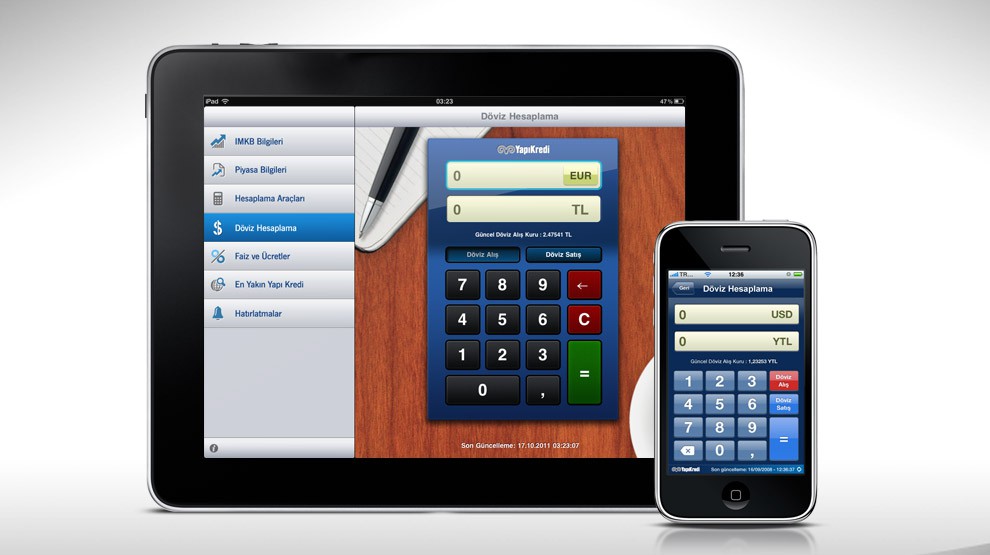 iPad
03:23
47%
Döviz Hesaplama
IMKB Bilgileri
Piyasa Bilgileri
Hesaplama Araçları
Döviz Hesaplama
Faiz ve Ücretler
En Yakın Yapı Kredi
Hatırlatmalar
YapıKredi
0 EUR
0 TL
Güncel Döviz Alış Kuru : 2.47541 TL
Döviz Alış Döviz Satış
7 8 9 ←
4 5 6 C
1 2 3
0 , =
Son Güncelleme: 17.10.2011 03:23:07
TR... 12:36
Geri Döviz Hesaplama
0 USD
0 YTL
Güncel Döviz Alış Kuru : 1,23253 YTL
1 2 3 Döviz Alış
4 5 6 Döviz Satış
7 8 9
0 , =
YapıKredi Son güncelleme: 16/09/2008 - 12:36:37